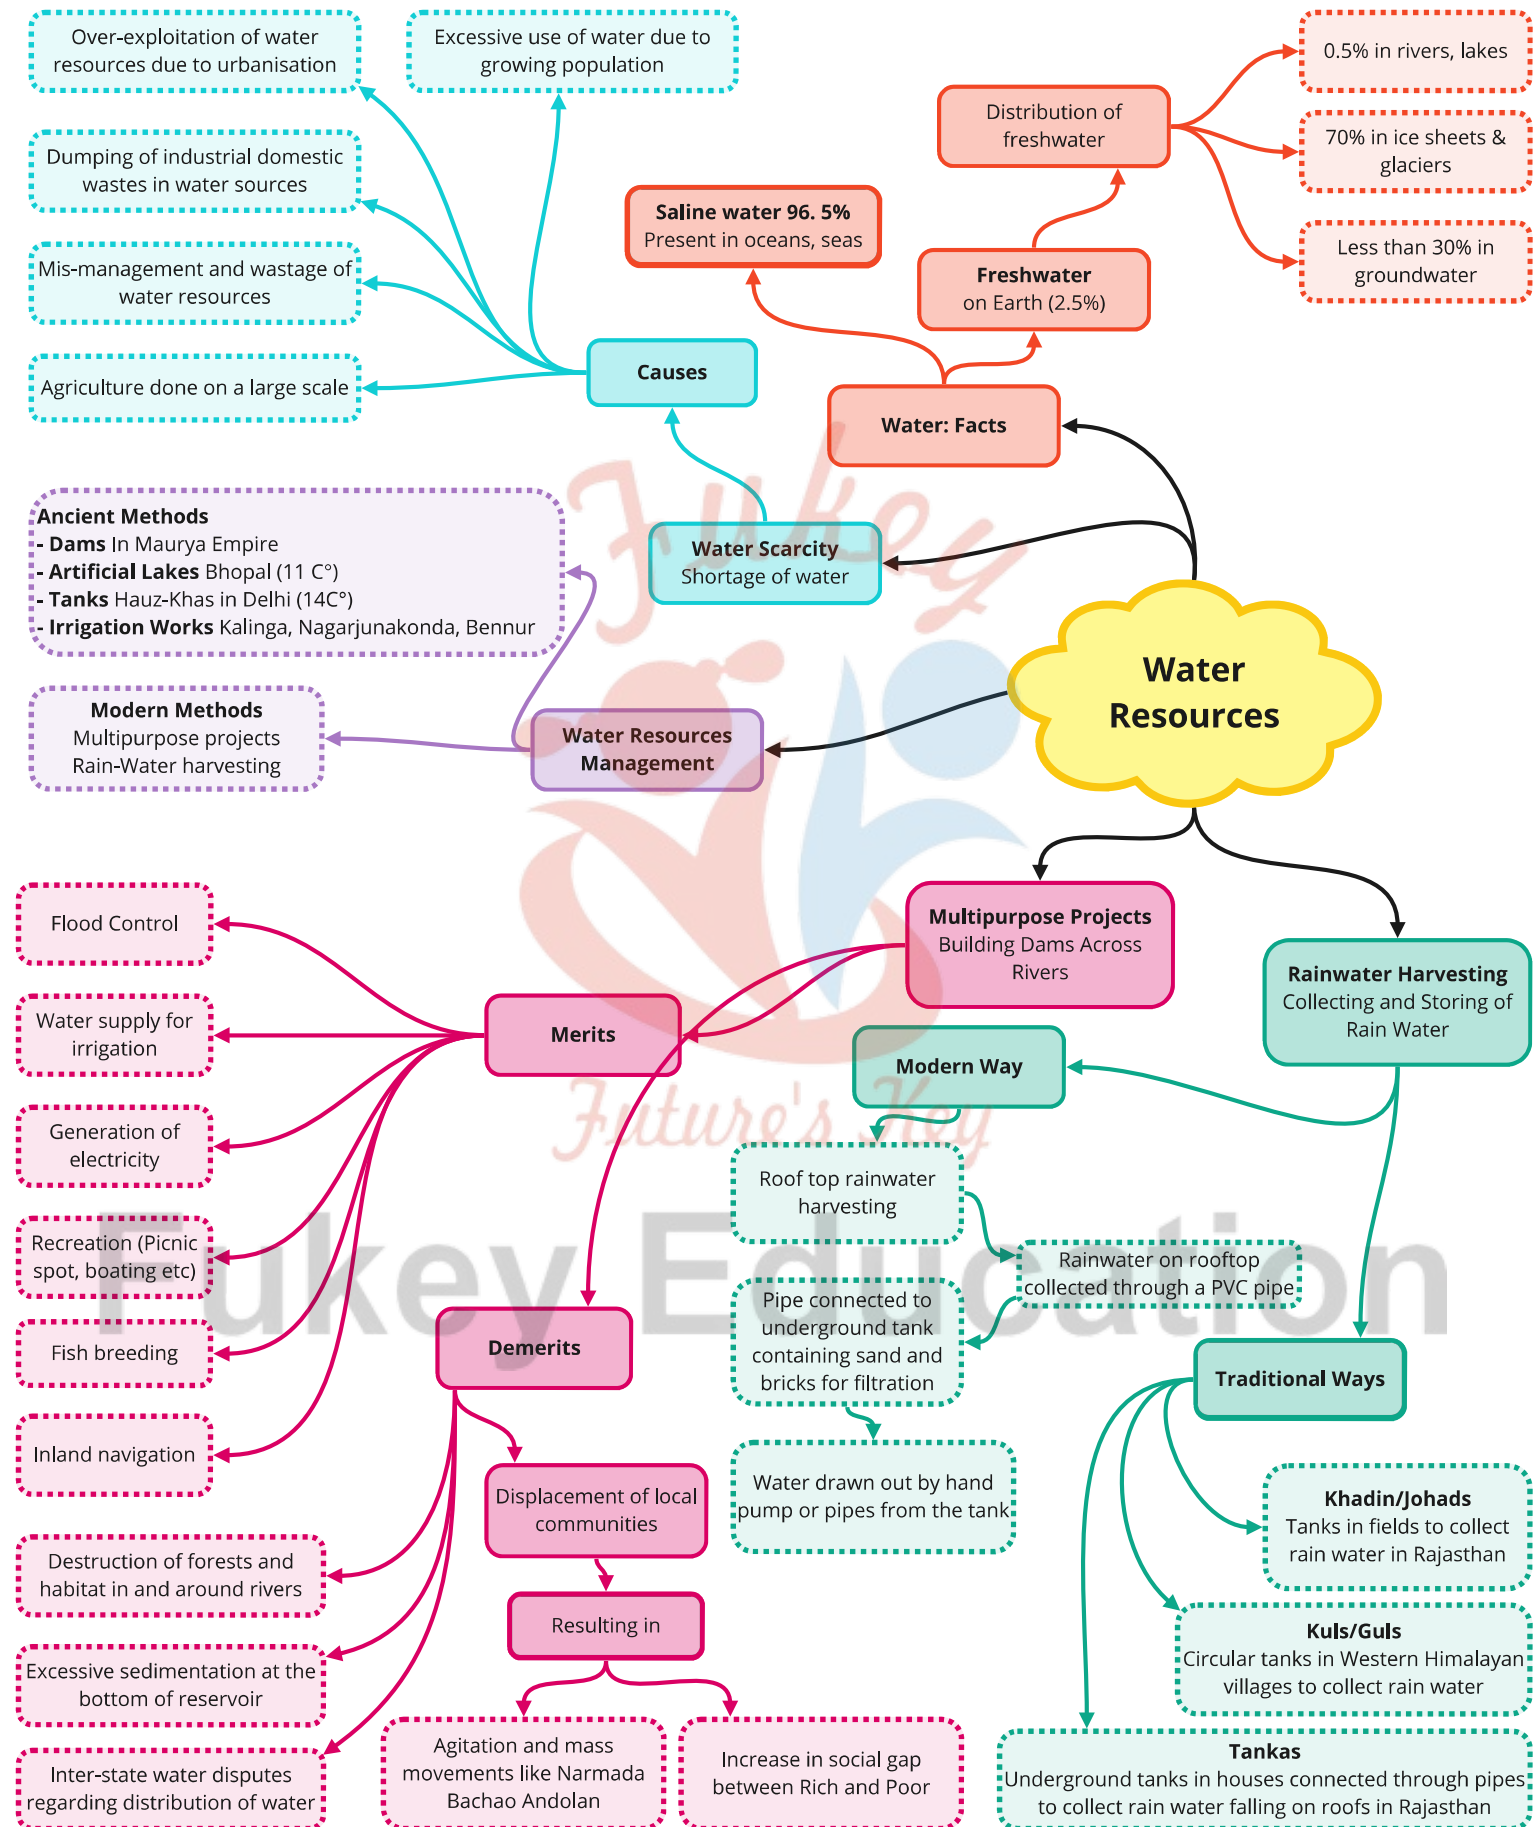 Over-exploitation of water
resources due to urbanisation
Excessive use of water due to
growing population
Dumping of industrial domestic
wastes in water sources
Mis-management and wastage of
water resources
Agriculture done on a large scale
Causes
Saline water 96. 5%
Present in oceans, seas
Distribution of
freshwater
0.5% in rivers, lakes
70% in ice sheets &
glaciers
Less than 30% in
groundwater
Freshwater
on Earth (2.5%)
Water: Facts
Water Scarcity
Shortage of water
Ancient Methods
- Dams In Maurya Empire
- Artificial Lakes Bhopal (11 C°)
- Tanks Hauz-Khas in Delhi (14C°)
- Irrigation Works Kalinga, Nagarjunakonda, Bennur
Modern Methods
Multipurpose projects
Rain-Water harvesting
Water Resources
Management
Water
Resources
Fukey
Future's Key
Fukey Education
Multipurpose Projects
Building Dams Across
Rivers
Merits
Flood Control
Water supply for
irrigation
Generation of
electricity
Recreation (Picnic
spot, boating etc)
Fish breeding
Inland navigation
Demerits
Displacement of local
communities
Resulting in
Destruction of forests and
habitat in and around rivers
Excessive sedimentation at the
bottom of reservoir
Inter-state water disputes
regarding distribution of water
Agitation and mass
movements like Narmada
Bachao Andolan
Increase in social gap
between Rich and Poor
Rainwater Harvesting
Collecting and Storing of
Rain Water
Modern Way
Roof top rainwater
harvesting
Rainwater on rooftop
collected through a PVC pipe
Pipe connected to
underground tank
containing sand and
bricks for filtration
Water drawn out by hand
pump or pipes from the tank
Traditional Ways
Khadin/Johads
Tanks in fields to collect
rain water in Rajasthan
Kuls/Guls
Circular tanks in Western Himalayan
villages to collect rain water
Tankas
Underground tanks in houses connected through pipes
to collect rain water falling on roofs in Rajasthan